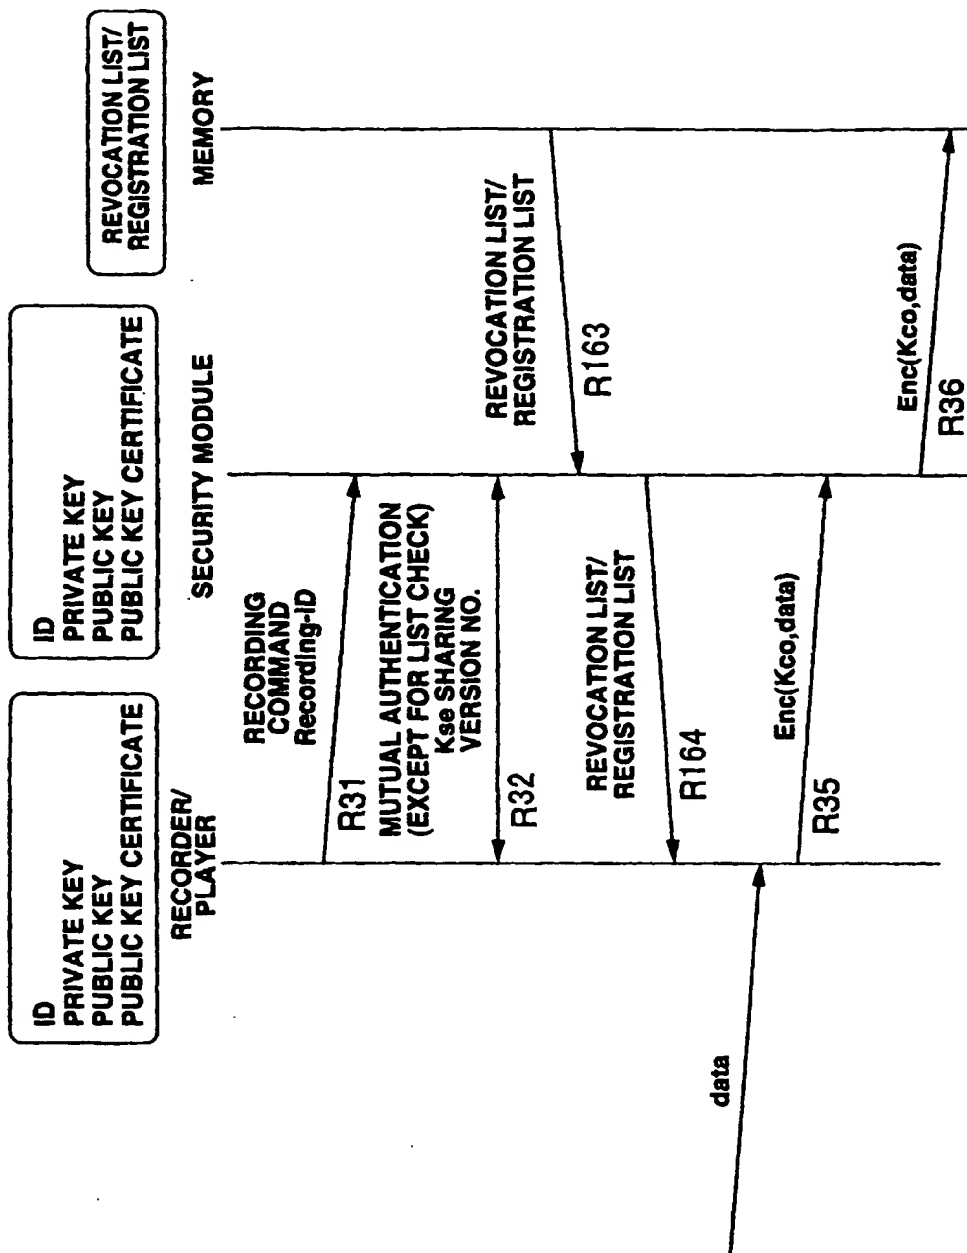 ID
PRIVATE KEY
PUBLIC KEY
PUBLIC KEY CERTIFICATE
RECORDER/
PLAYER
ID
PRIVATE KEY
PUBLIC KEY
PUBLIC KEY CERTIFICATE
SECURITY MODULE
REVOCATION LIST/
REGISTRATION LIST
MEMORY
RECORDING
COMMAND
Recording-ID
R31
MUTUAL AUTHENTICATION
(EXCEPT FOR LIST CHECK)
Kse SHARING
VERSION NO.
R32
REVOCATION LIST/
REGISTRATION LIST
R163
REVOCATION LIST/
REGISTRATION LIST
R164
data
Enc(Kco,data)
R35
Enc(Kco,data)
R36